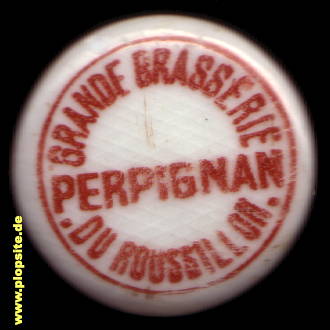 GRANDE BRASSERIE
PERPIGNAN
· DU ROUSSILLON ·
www.plopsite.de